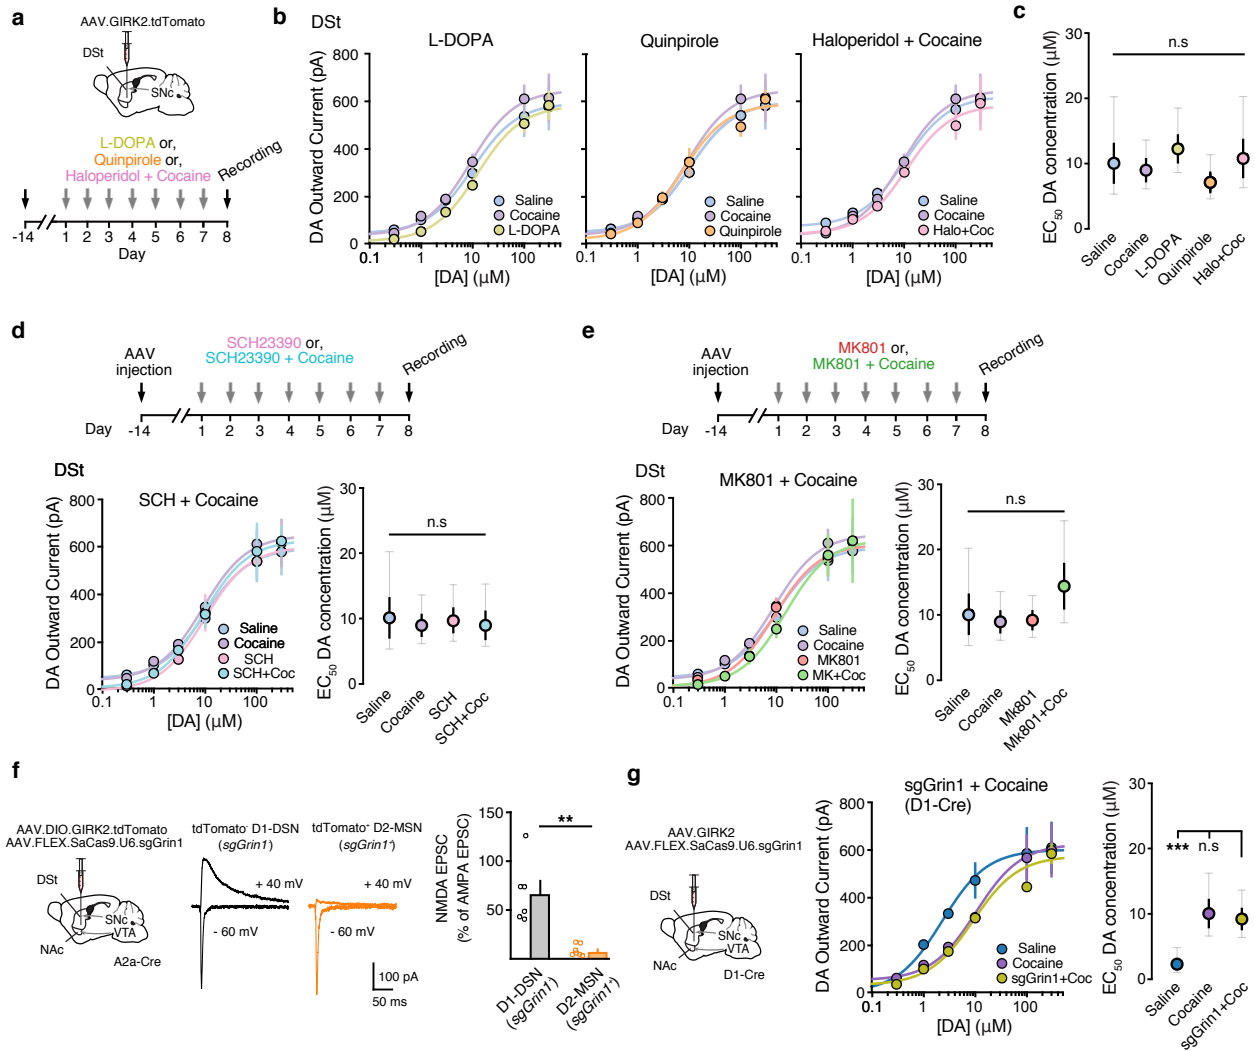 a
AAV.GIRK2.tdTomato
DSt
SNc
L-DOPA or,
Quinpirole or,
Haloperidol + Cocaine
Recording
-14 1 2 3 4 5 6 7 8
Day
b
DSt
L-DOPA
Quinpirole
Haloperidol + Cocaine
DA Outward Current (pA)
800
600
400
200
0
Saline
Cocaine
L-DOPA
Saline
Cocaine
Quinpirole
Saline
Cocaine
Halo+Coc
0.1 1 10 100
0.1 1 10 100
0.1 1 10 100
[DA] (µM)
[DA] (µM)
[DA] (µM)
c
EC50 DA concentration (µM)
30
20
10
0
n.s
Saline
Cocaine
L-DOPA
Quinpirole
Halo+Coc
d
SCH23390 or,
SCH23390 + Cocaine
AAV
injection
Recording
Day -14 1 2 3 4 5 6 7 8
DSt
SCH + Cocaine
DA Outward Current (pA)
800
600
400
200
0
Saline
Cocaine
SCH
SCH+Coc
0.1 1 10 100
[DA] (µM)
EC50 DA concentration (µM)
30
20
10
0
n.s
Saline
Cocaine
SCH
SCH+Coc
e
MK801 or,
MK801 + Cocaine
AAV
injection
Recording
Day -14 1 2 3 4 5 6 7 8
DSt
MK801 + Cocaine
DA Outward Current (pA)
800
600
400
200
0
Saline
Cocaine
MK801
MK+Coc
0.1 1 10 100
[DA] (µM)
EC50 DA concentration (µM)
30
20
10
0
n.s
Saline
Cocaine
Mk801
Mk801+Coc
f
AAV.DIO.GIRK2.tdTomato
AAV.FLEX.SaCas9.U6.sgGrin1
DSt
SNc
VTA
NAc
A2a-Cre
tdTomato- D1-DSN
(sgGrin1-)
+ 40 mV
- 60 mV
tdTomato+ D2-MSN
(sgGrin1+)
+ 40 mV
- 60 mV
100 pA
50 ms
NMDA EPSC
(% of AMPA EPSC)
150
100
50
**
D1-DSN
(sgGrin1-)
D2-MSN
(sgGrin1+)
g
AAV.GIRK2
AAV.FLEX.SaCas9.U6.sgGrin1
DSt
SNc
VTA
NAc
D1-Cre
sgGrin1 + Cocaine
(D1-Cre)
DA Outward Current (pA)
800
600
400
200
0
Saline
Cocaine
sgGrin1+Coc
0.1 1 10 100
[DA] (µM)
EC50 DA concentration (µM)
30
20
10
0
*** n.s
Saline
Cocaine
sgGrin1+Coc